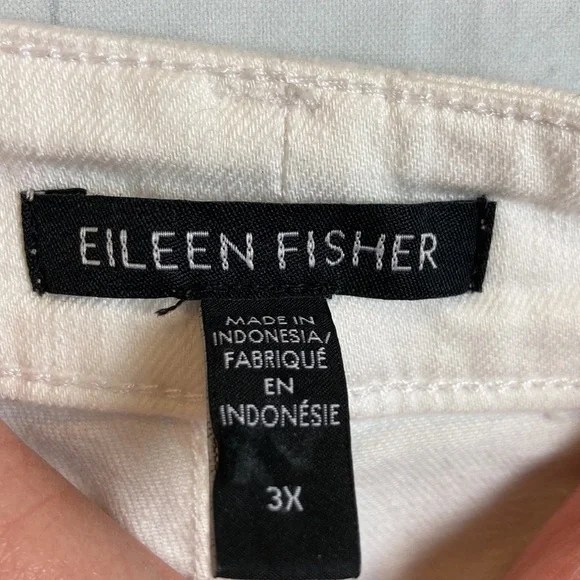 EILEEN FISHER
MADE IN
INDONESIA/
FABRIQUÉ
EN
INDONÉSIE
3X